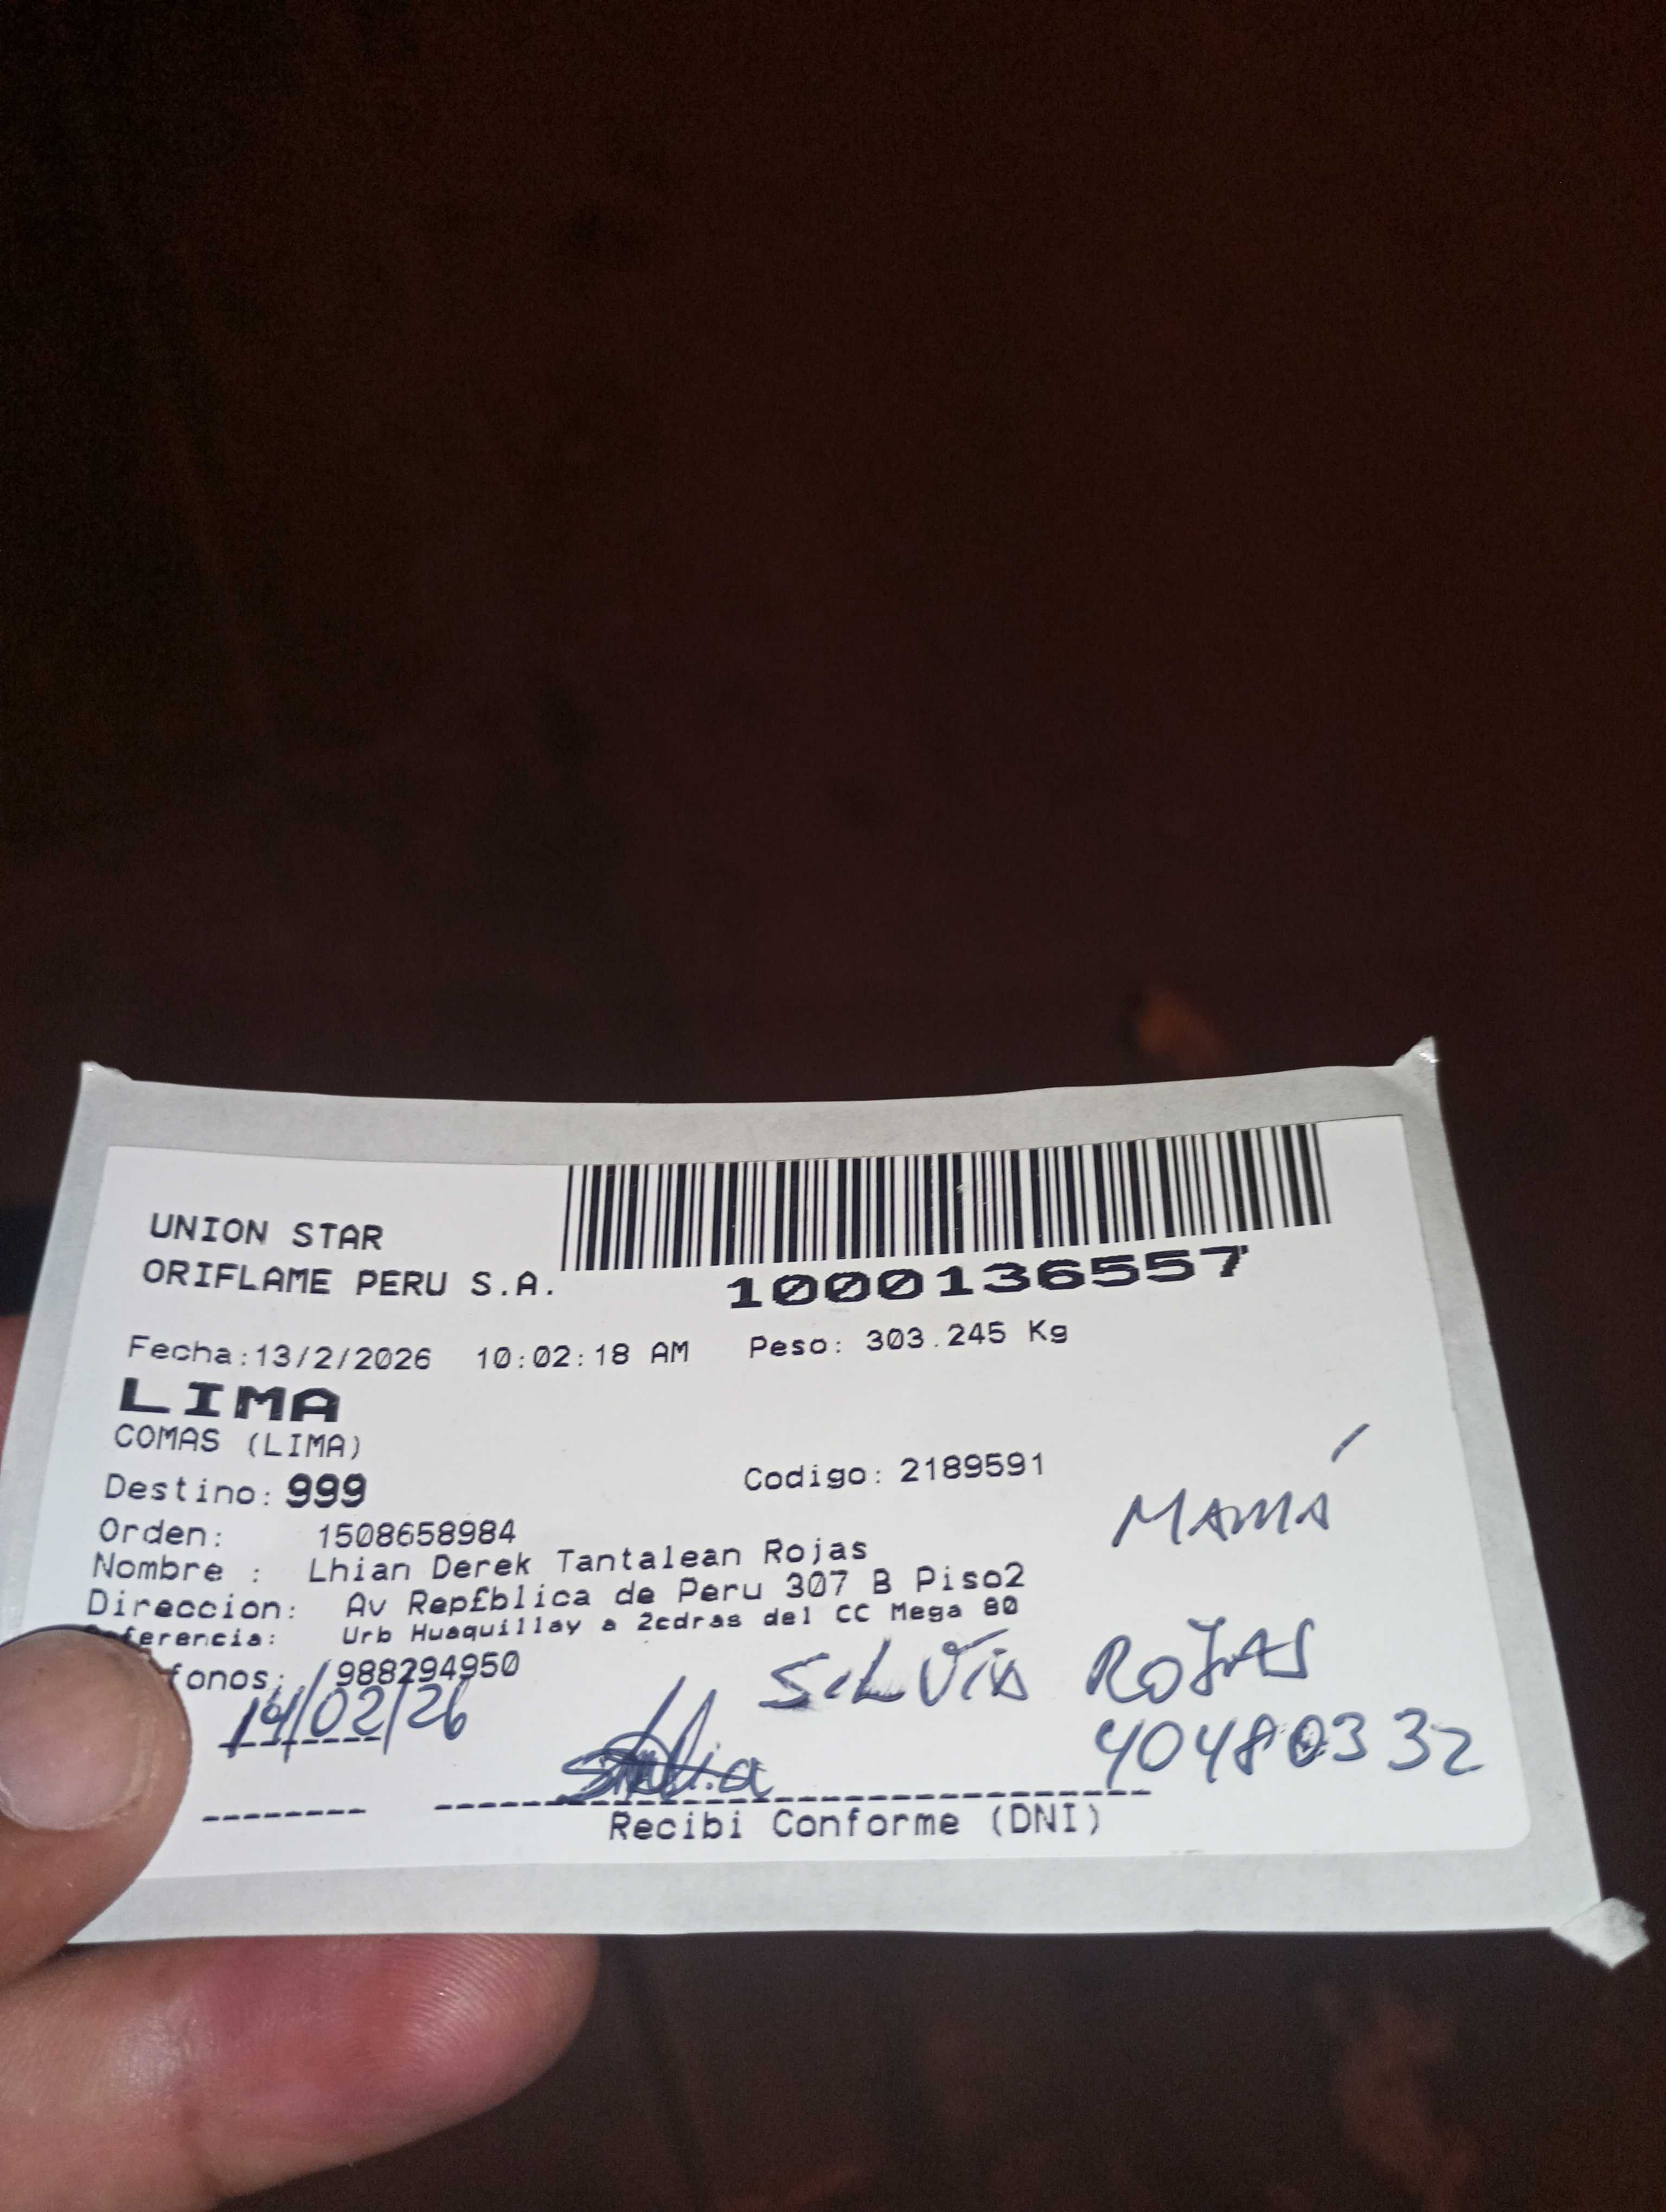 UNION STAR
ORIFLAME PERU S.A.
1000136557
Fecha:13/2/2026 10:02:18 AM Peso: 303.245 Kg
LIMA
COMAS (LIMA)
Destino: 999 Codigo: 2189591
Orden: 1508658984
MAMÁ
Nombre : Lhian Derek Tantalean Rojas
Direccion: Av Rep£blica de Peru 307 B Piso2
eferencia: Urb Huaquillay a 2cdras del CC Mega 80
fonos: 988294950
SILVIA ROJAS
14/02/26
40480332
Recibi Conforme (DNI)